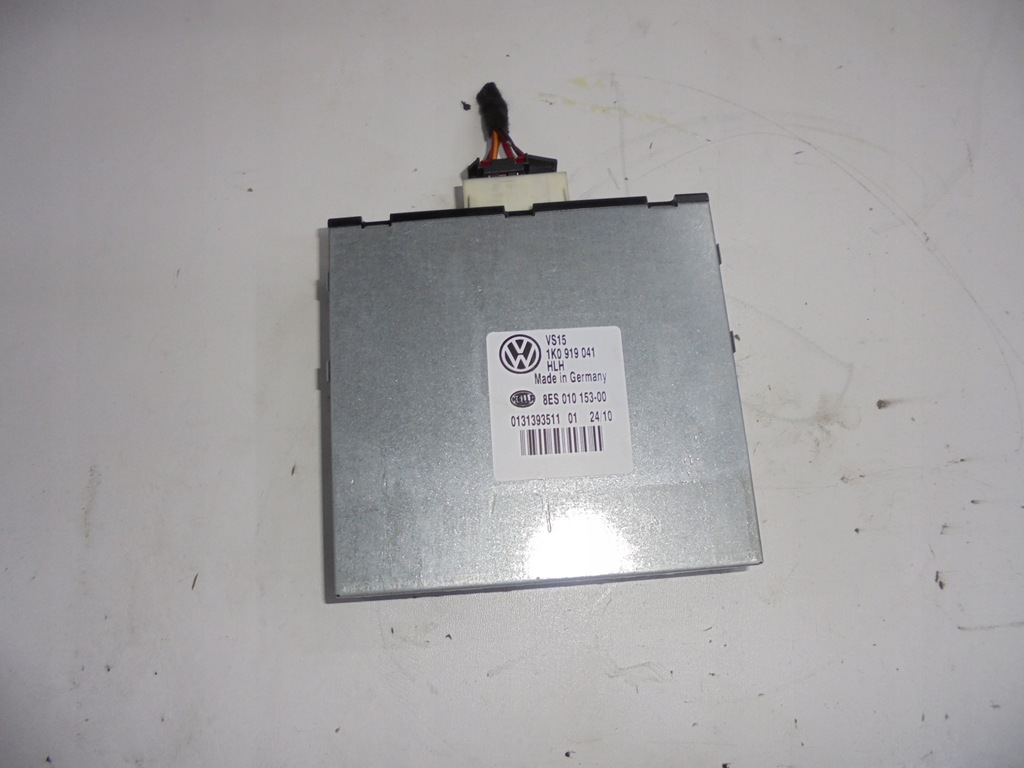 VS15
1K0 919 041
HLH
Made in Germany
HELLA
8ES 010 153-00
0131393511 01 24/10